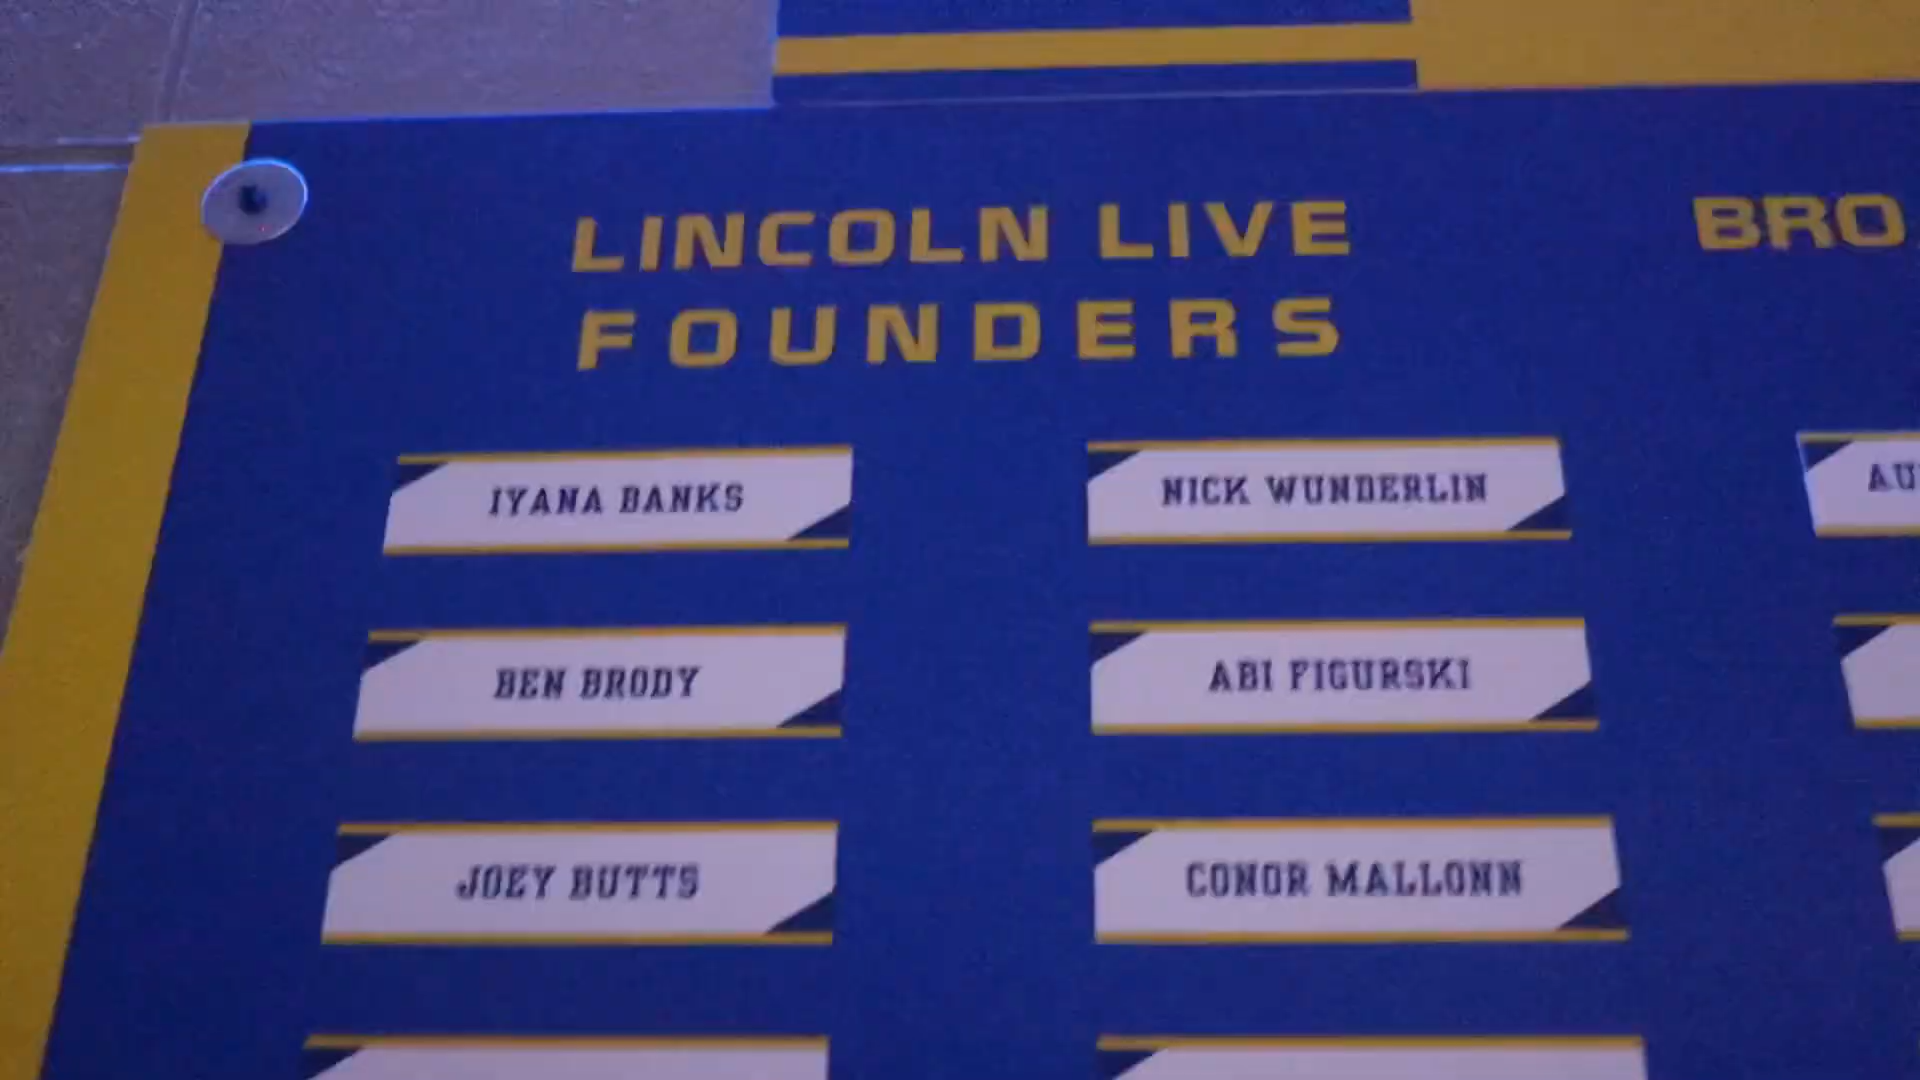 LINCOLN LIVE
FOUNDERS
BRO
IYANA BANKS
NICK WUNDERLIN
AU
BEN BRODY
ABI FIGURSKI
JOEY BUTTS
CONOR MALLONN